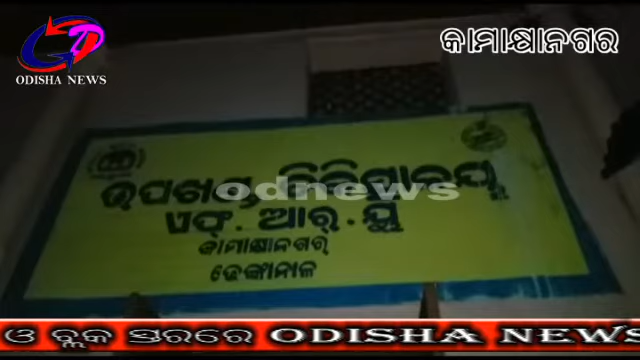 ODISHA NEWS
କାମାକ୍ଷାନଗର
ଉପଖଣ୍ଡ ଚିକିତ୍ସାଳୟ
odnews
ଏଫ୍. ଆର୍. ୟୁ
କାମାକ୍ଷାନଗର
ଢେଙ୍କାନାଳ
ଓ ବ୍ଲକ ସ୍ତରରେ ODISHA NEWS